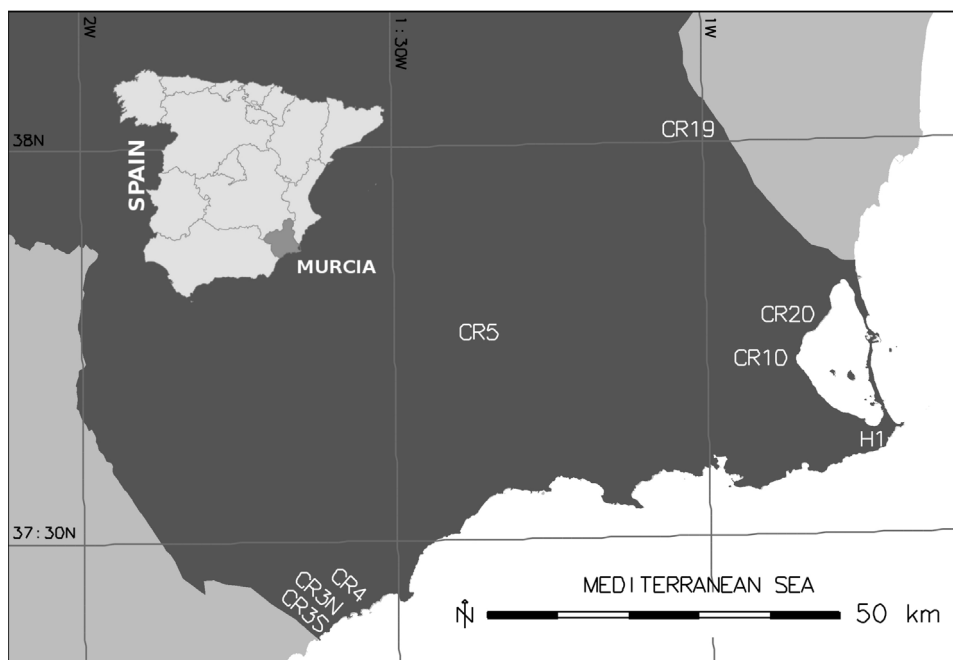 2W
1:30W
1W
38N
CR19
SPAIN
MURCIA
CR20
CR5
CR10
H1
37:30N
CR4
CR3N
CR3S
MEDITERRANEAN SEA
N
50 km